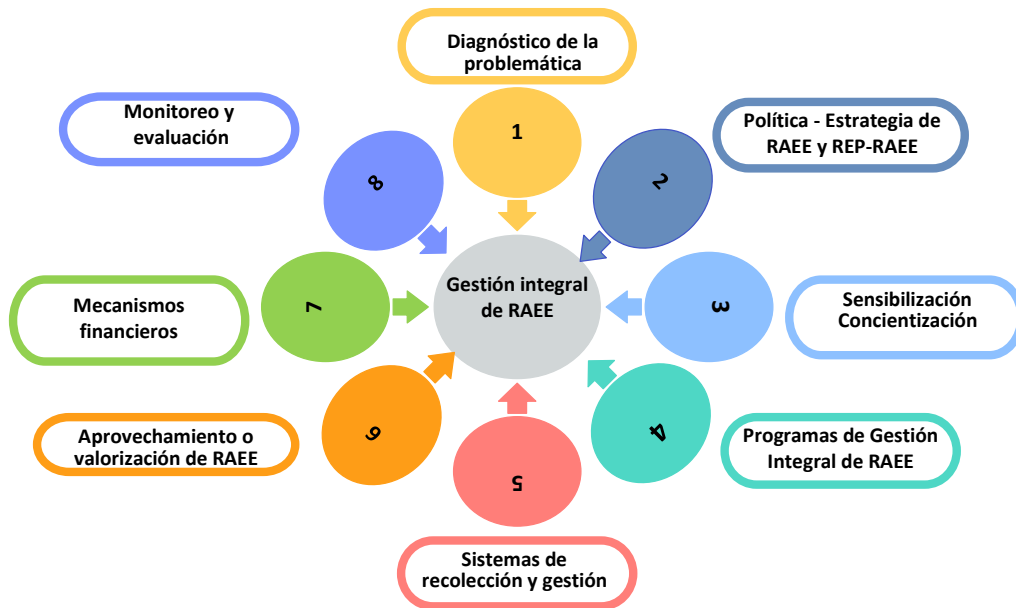 Diagnóstico de la
problemática
1
Política - Estrategia de
RAEE y REP-RAEE
2
Sensibilización
Concientización
3
Programas de Gestión
Integral de RAEE
4
Sistemas de
recolección y gestión
5
Aprovechamiento o
valorización de RAEE
6
Mecanismos
financieros
7
Monitoreo y
evaluación
8
Gestión integral
de RAEE